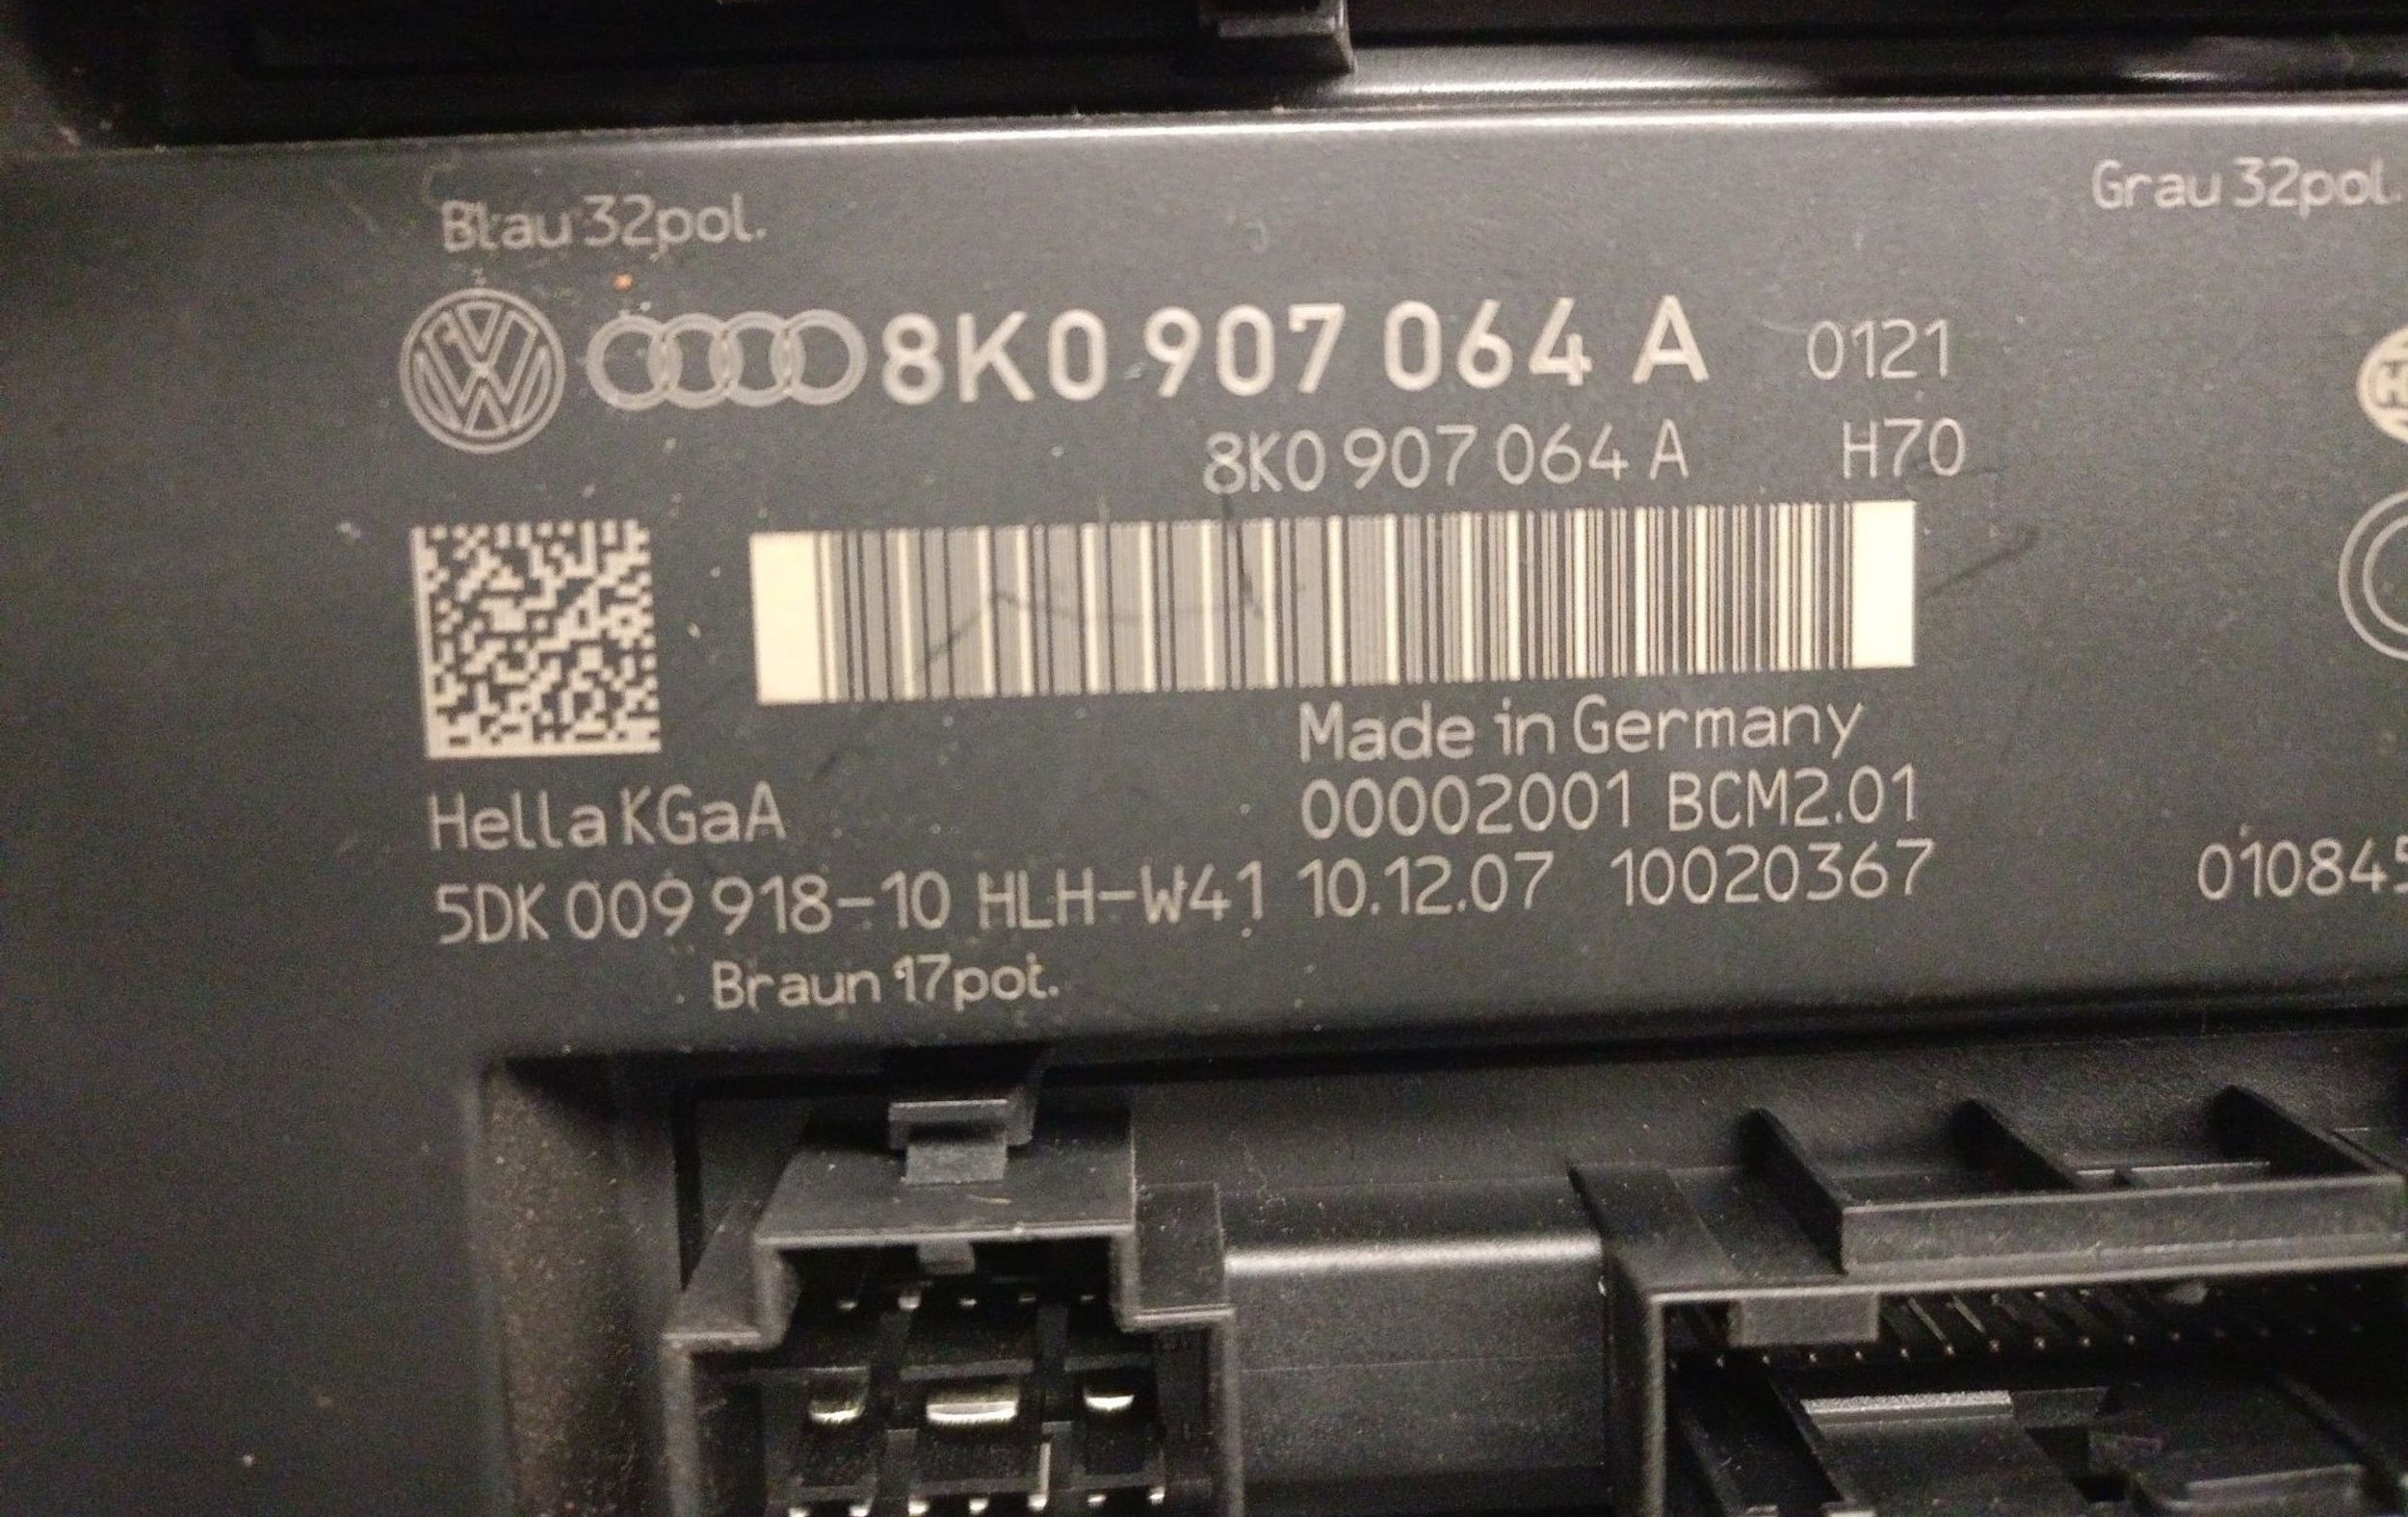 Blau 32pol.
Grau 32pol.
8K0 907 064 A 0121
8K0 907 064 A H70
Made in Germany
Hella KGaA
00002001 BCM2.01
5DK 009 918-10 HLH-W41 10.12.07 10020367
010845
Braun 17pol.